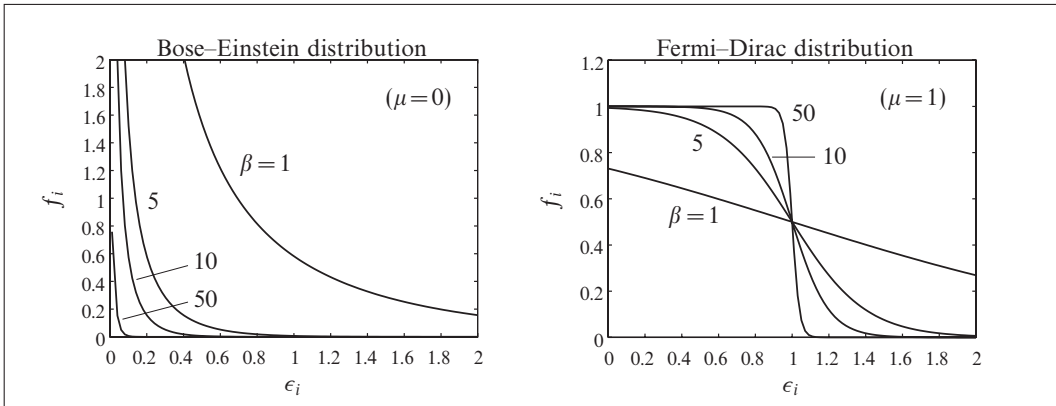 Bose–Einstein distribution
2
1.8
1.6
1.4
1.2
1
0.8
0.6
0.4
0.2
0
f_i
(μ=0)
β=1
5
10
50
0 0.2 0.4 0.6 0.8 1 1.2 1.4 1.6 1.8 2
ϵ_i
Fermi–Dirac distribution
1.2
1
0.8
0.6
0.4
0.2
0
f_i
(μ=1)
50
10
5
β=1
0.0 0.2 0.4 0.6 0.8 1 1.2 1.4 1.6 1.8 2
ϵ_i